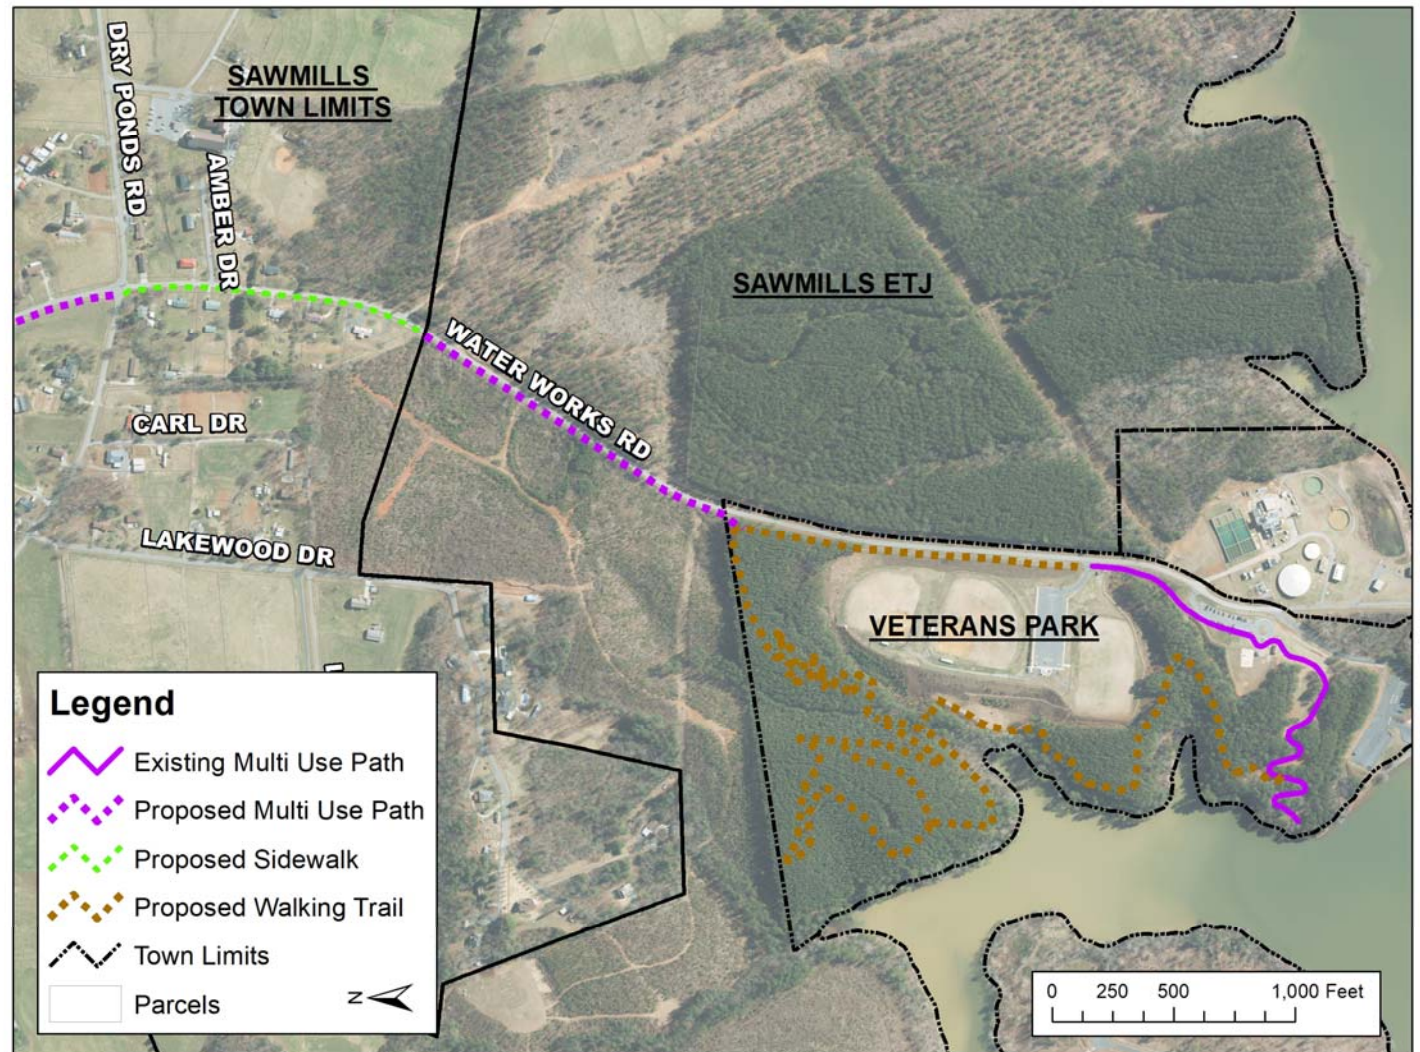 SAWMILLS
TOWN LIMITS
DRY PONDS RD
AMBER DR
SAWMILLS ETJ
WATER WORKS RD
CARL DR
LAKEWOOD DR
VETERANS PARK
L
Legend
Existing Multi Use Path
Proposed Multi Use Path
Proposed Sidewalk
Proposed Walking Trail
Town Limits
Parcels
N
0 250 500 1,000 Feet